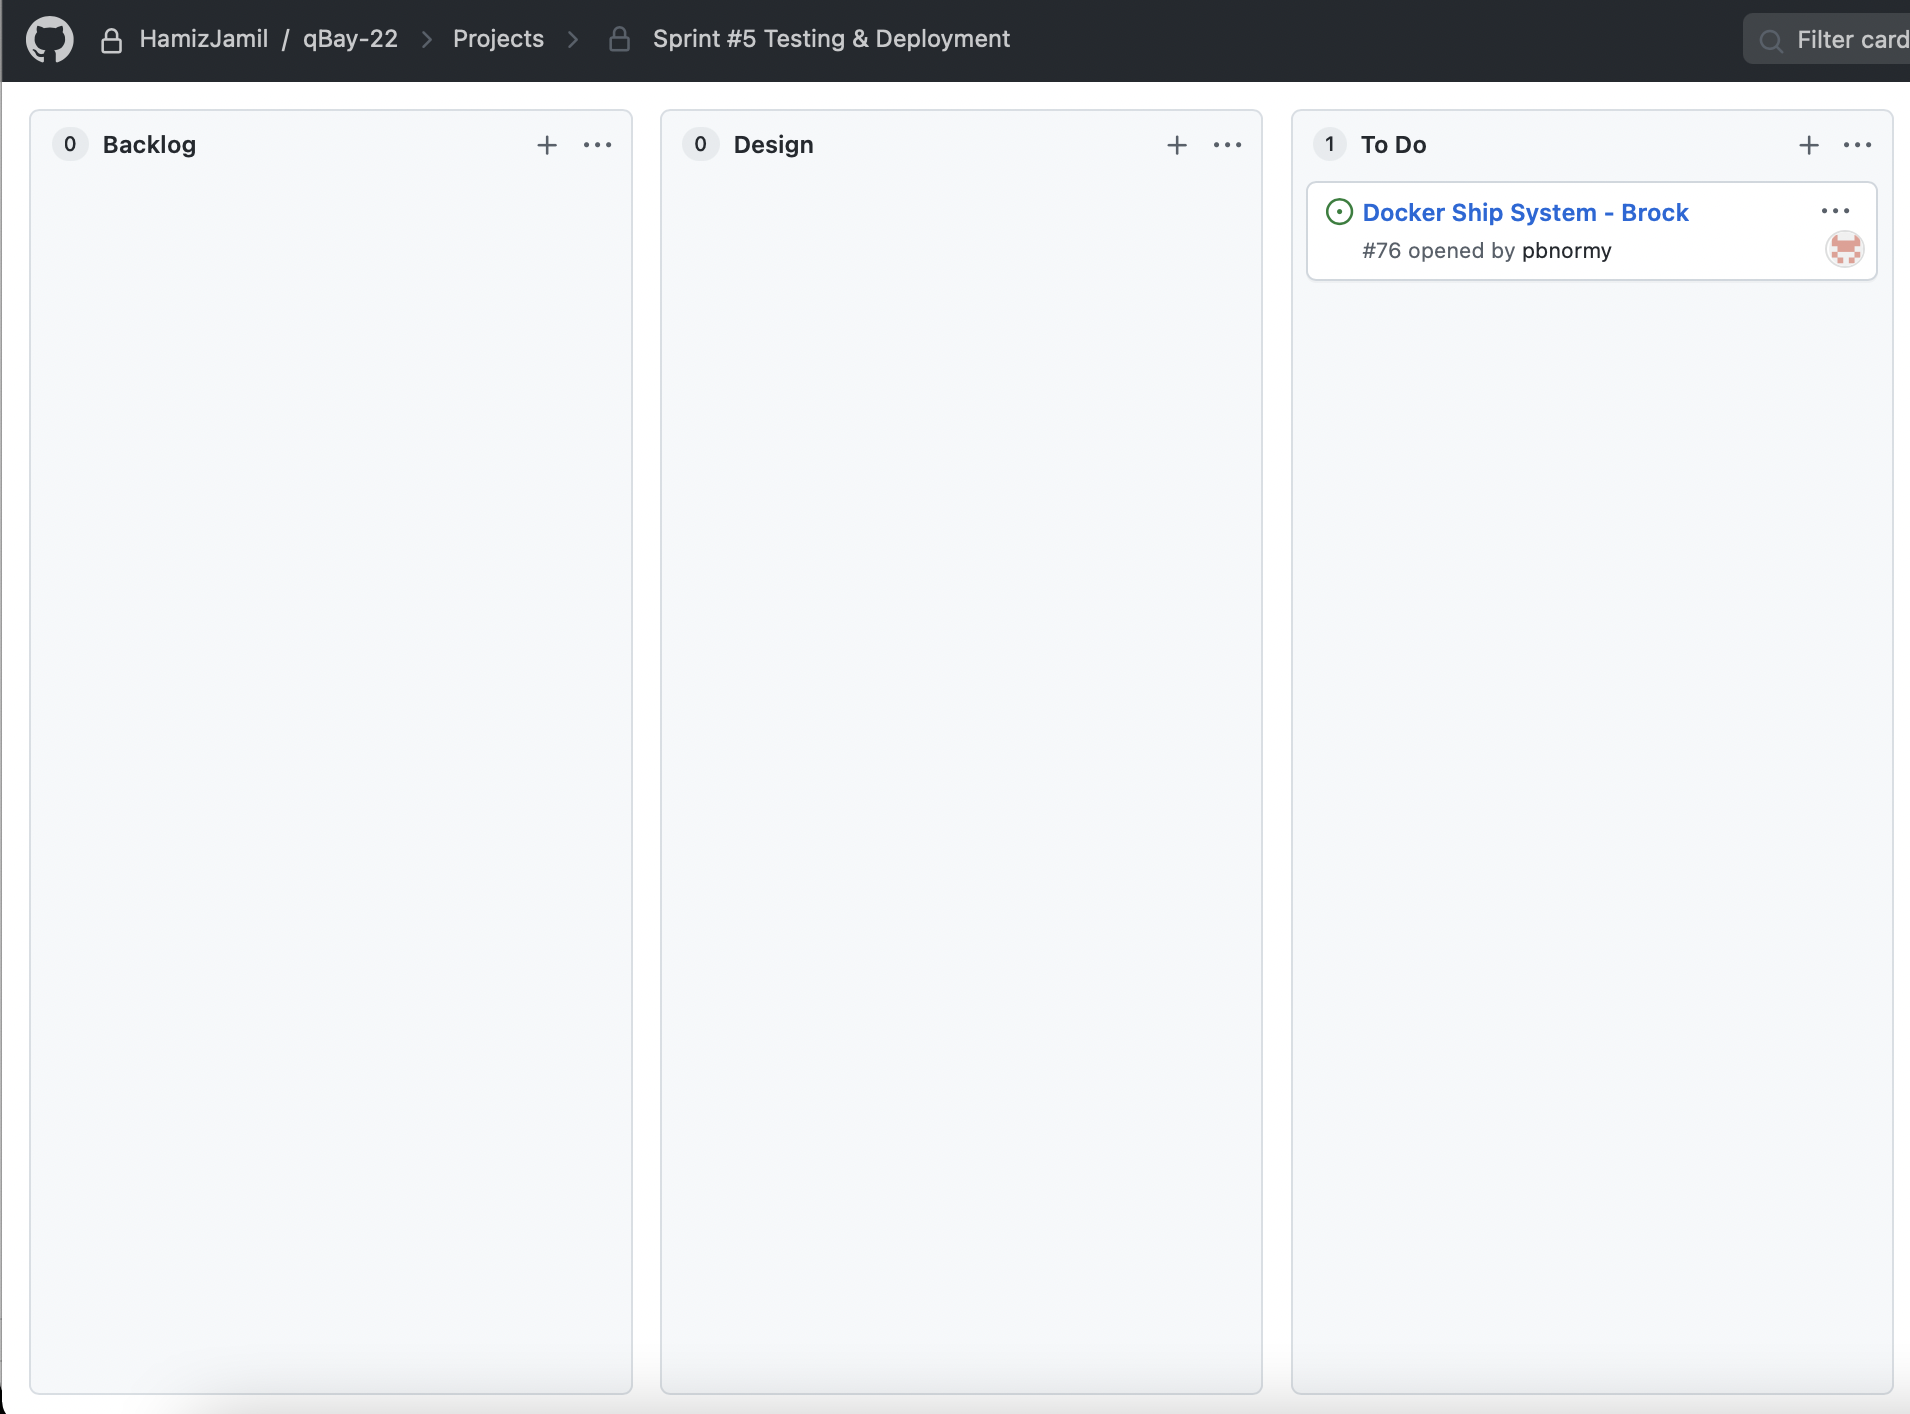 HamizJamil / qBay-22 > Projects > Sprint #5 Testing & Deployment
Filter card
0 Backlog
0 Design
1 To Do
Docker Ship System - Brock
#76 opened by pbnormy